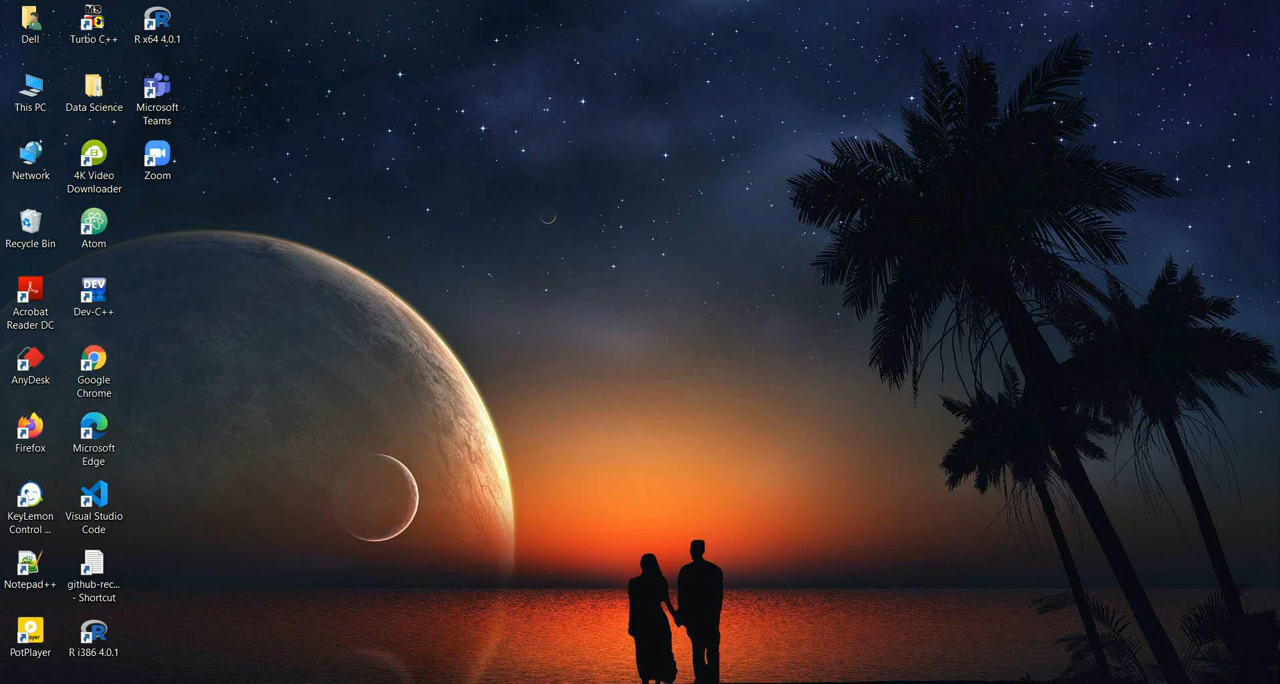 Dell
Turbo C++
R x64 4.0.1
This PC
Data Science
Microsoft
Teams
Network
4K Video
Downloader
Zoom
Recycle Bin
Atom
Acrobat
Reader DC
Dev-C++
AnyDesk
Google
Chrome
Firefox
Microsoft
Edge
KeyLemon
Control ...
Visual Studio
Code
Notepad++
github-rec...
- Shortcut
PotPlayer
R i386 4.0.1